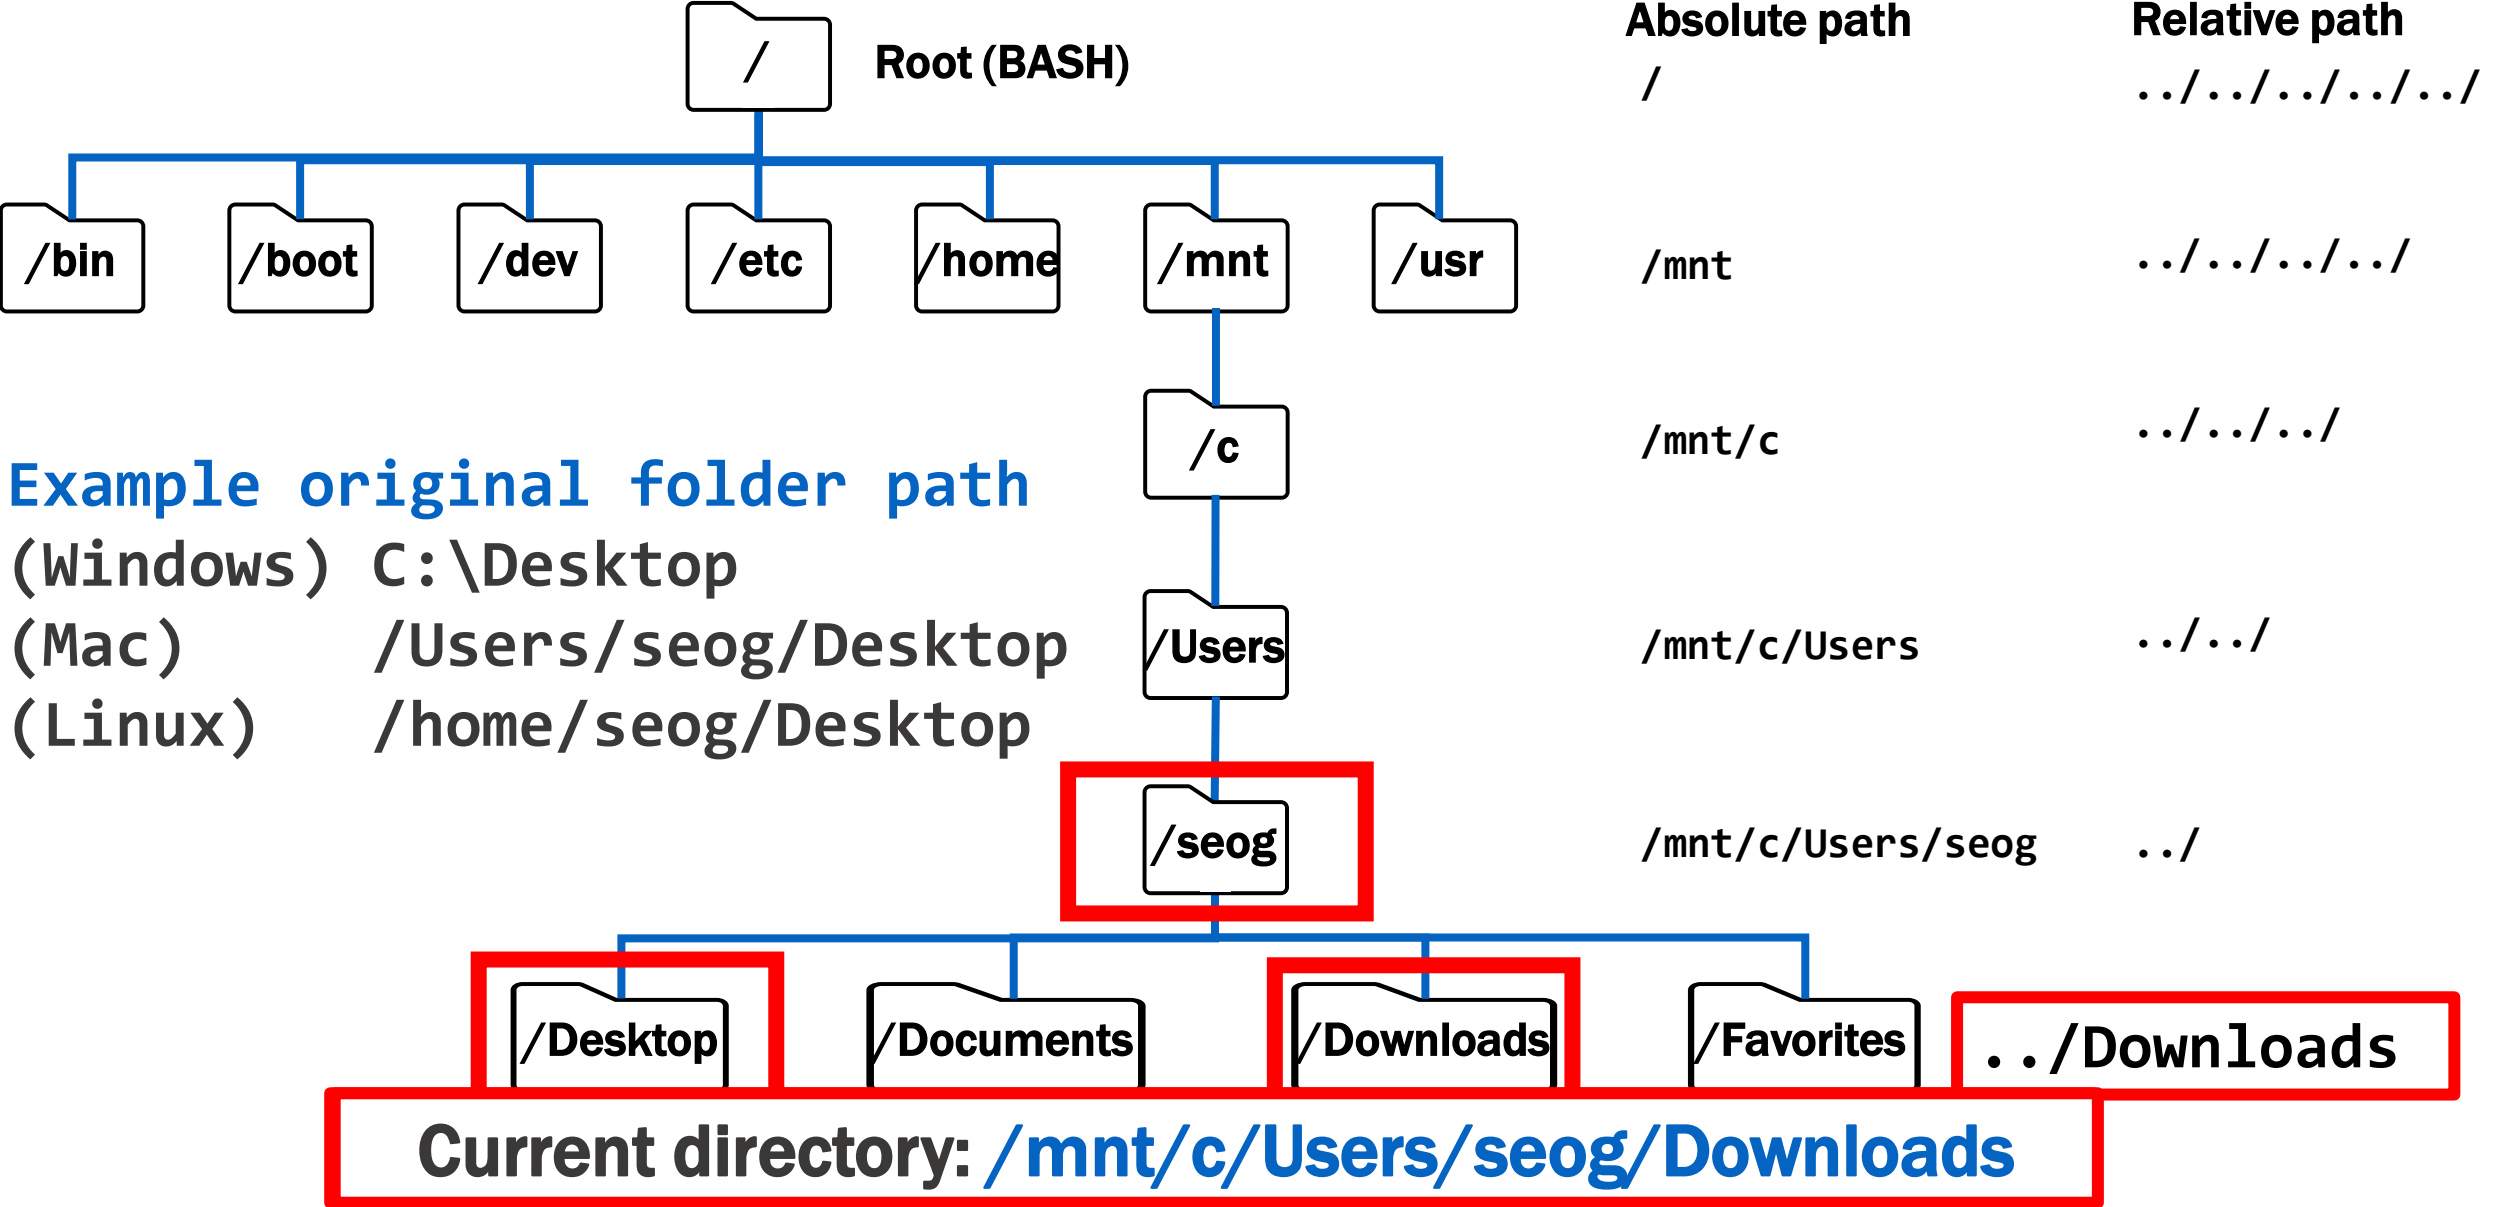 /
Root (BASH)
Absolute path
Relative path
/
../../../../../
/bin
/boot
/dev
/etc
/home
/mnt
/usr
/mnt
../../../../
/c
/mnt/c
../../../
Example original folder path
(Windows) C:\Desktop
(Mac) /Users/seog/Desktop
(Linux) /home/seog/Desktop
/Users
/mnt/c/Users
../../
/seog
/mnt/c/Users/seog
../
/Desktop
/Documents
/Downloads
/Favorites
../Downloads
Current directory: /mnt/c/Users/seog/Downloads